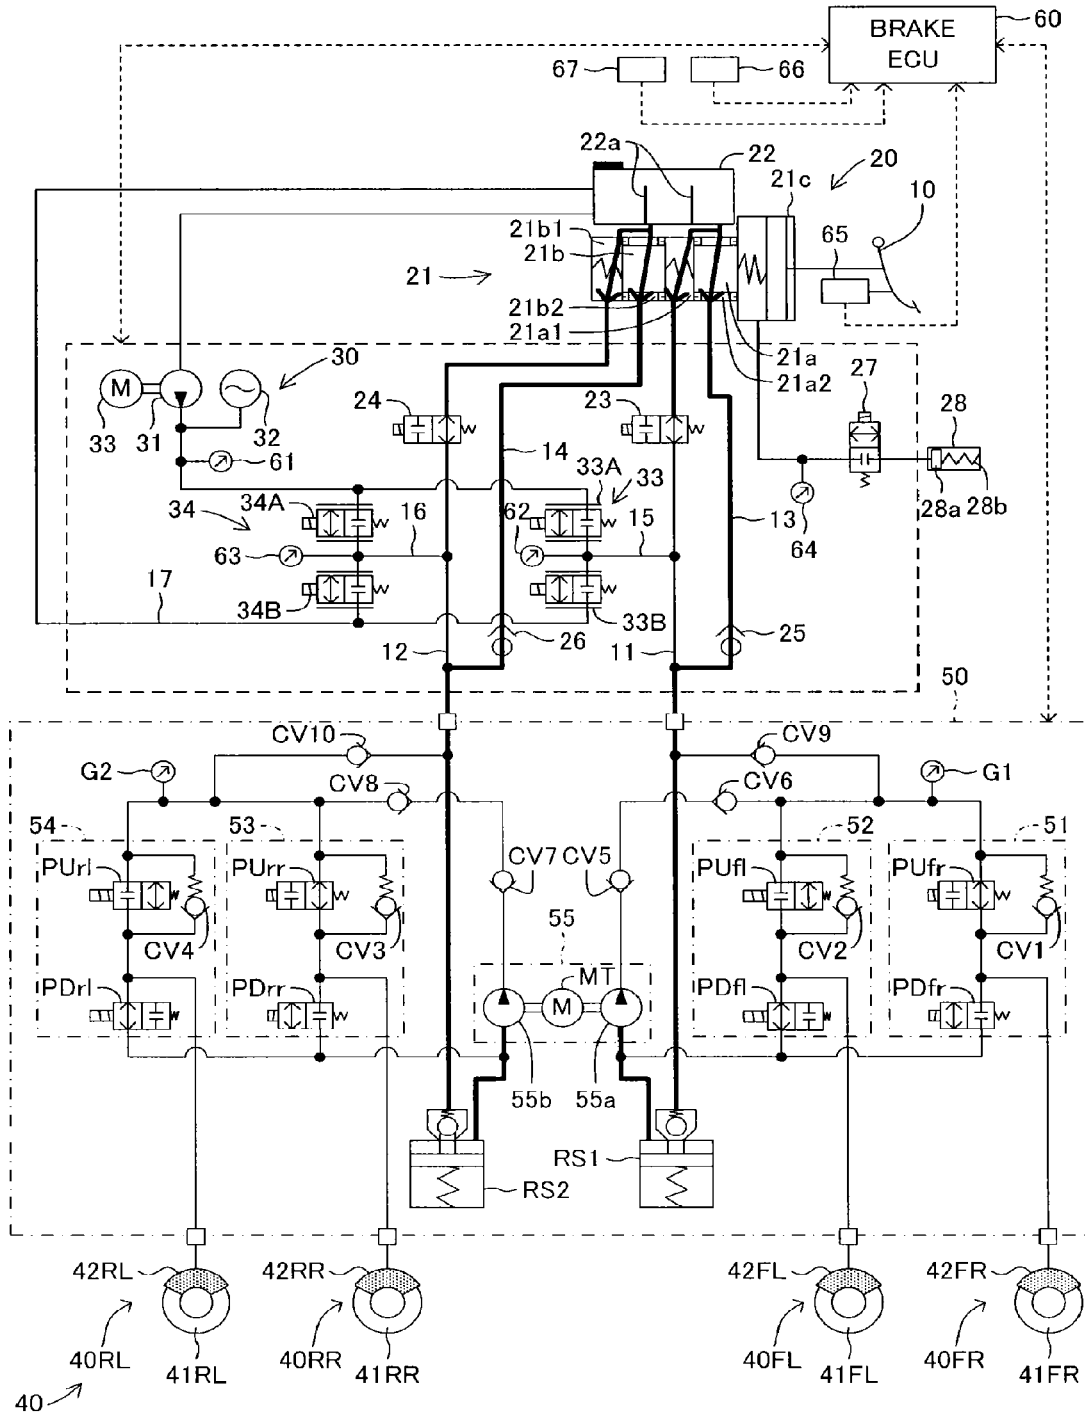 BRAKE
ECU
60
67
66
22a
22
20
21c
10
21b1
21b
65
21
21b2
21a1
21a
21a2
27
30
24
23
28
M
33
31
32
61
14
33A
33
34A
34
16
62
15
13
28a
28b
63
64
17
34B
33B
26
25
12
11
50
CV10
CV9
G2
CV8
CV6
G1
54
53
52
51
PUrl
PUrr
CV7
CV5
PUfl
PUfr
CV4
CV3
55
CV2
CV1
MT
PDrl
PDrr
M
PDfl
PDfr
55b
55a
RS1
RS2
42RL
42RR
42FL
42FR
40RL
41RL
40RR
41RR
40FL
41FL
40FR
41FR
40